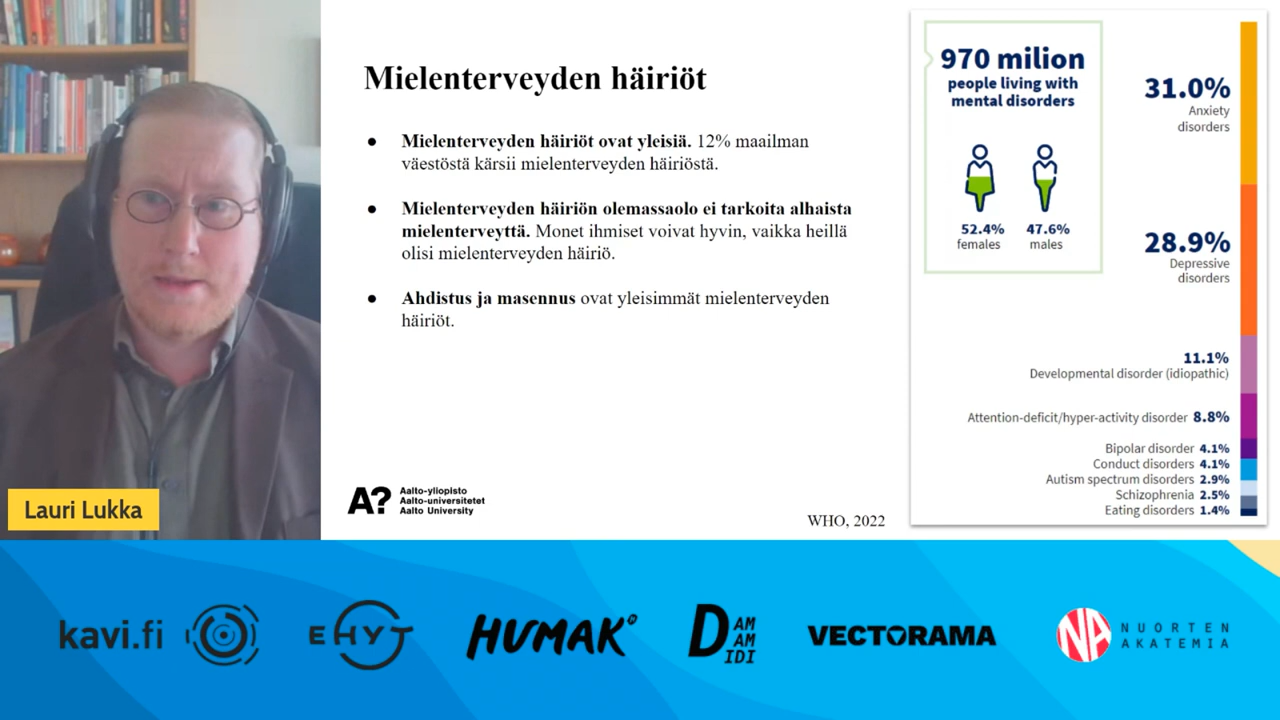 Mielenterveyden häiriöt
● Mielenterveyden häiriöt ovat yleisiä. 12% maailman
väestöstä kärsii mielenterveyden häiriöstä.
● Mielenterveyden häiriön olemassaolo ei tarkoita alhaista
mielenterveyttä. Monet ihmiset voivat hyvin, vaikka heillä
olisi mielenterveyden häiriö.
● Ahdistus ja masennus ovat yleisimmät mielenterveyden
häiriöt.
A?
Aalto-yliopisto
Aalto-universitetet
Aalto University
WHO, 2022
970 milion
people living with
mental disorders
52.4%
females
47.6%
males
31.0%
Anxiety
disorders
28.9%
Depressive
disorders
11.1%
Developmental disorder (idiopathic)
Attention-deficit/hyper-activity disorder 8.8%
Bipolar disorder 4.1%
Conduct disorders 4.1%
Autism spectrum disorders 2.9%
Schizophrenia 2.5%
Eating disorders 1.4%
Lauri Lukka
kavi.fi
EHYT
HUMAK
DAM
AM
IDI
VECTORAMA
NA
NUORTEN
AKATEMIA